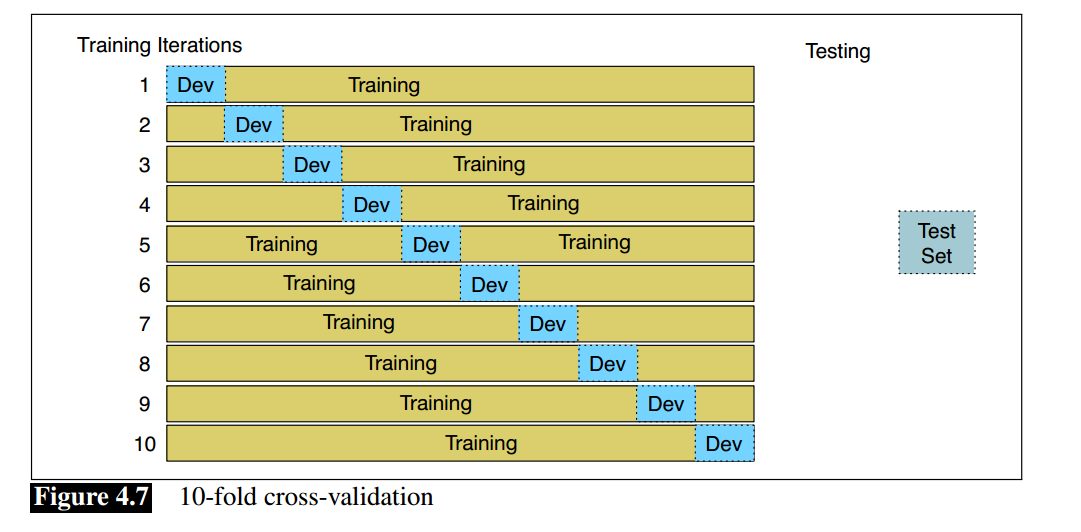 Training Iterations
Testing
1 Dev Training
2 Dev Training
3 Dev Training
4 Dev Training
5 Training Dev Training
6 Training Dev
7 Training Dev
8 Training Dev
9 Training Dev
10 Training Dev
Test
Set
Figure 4.7 10-fold cross-validation